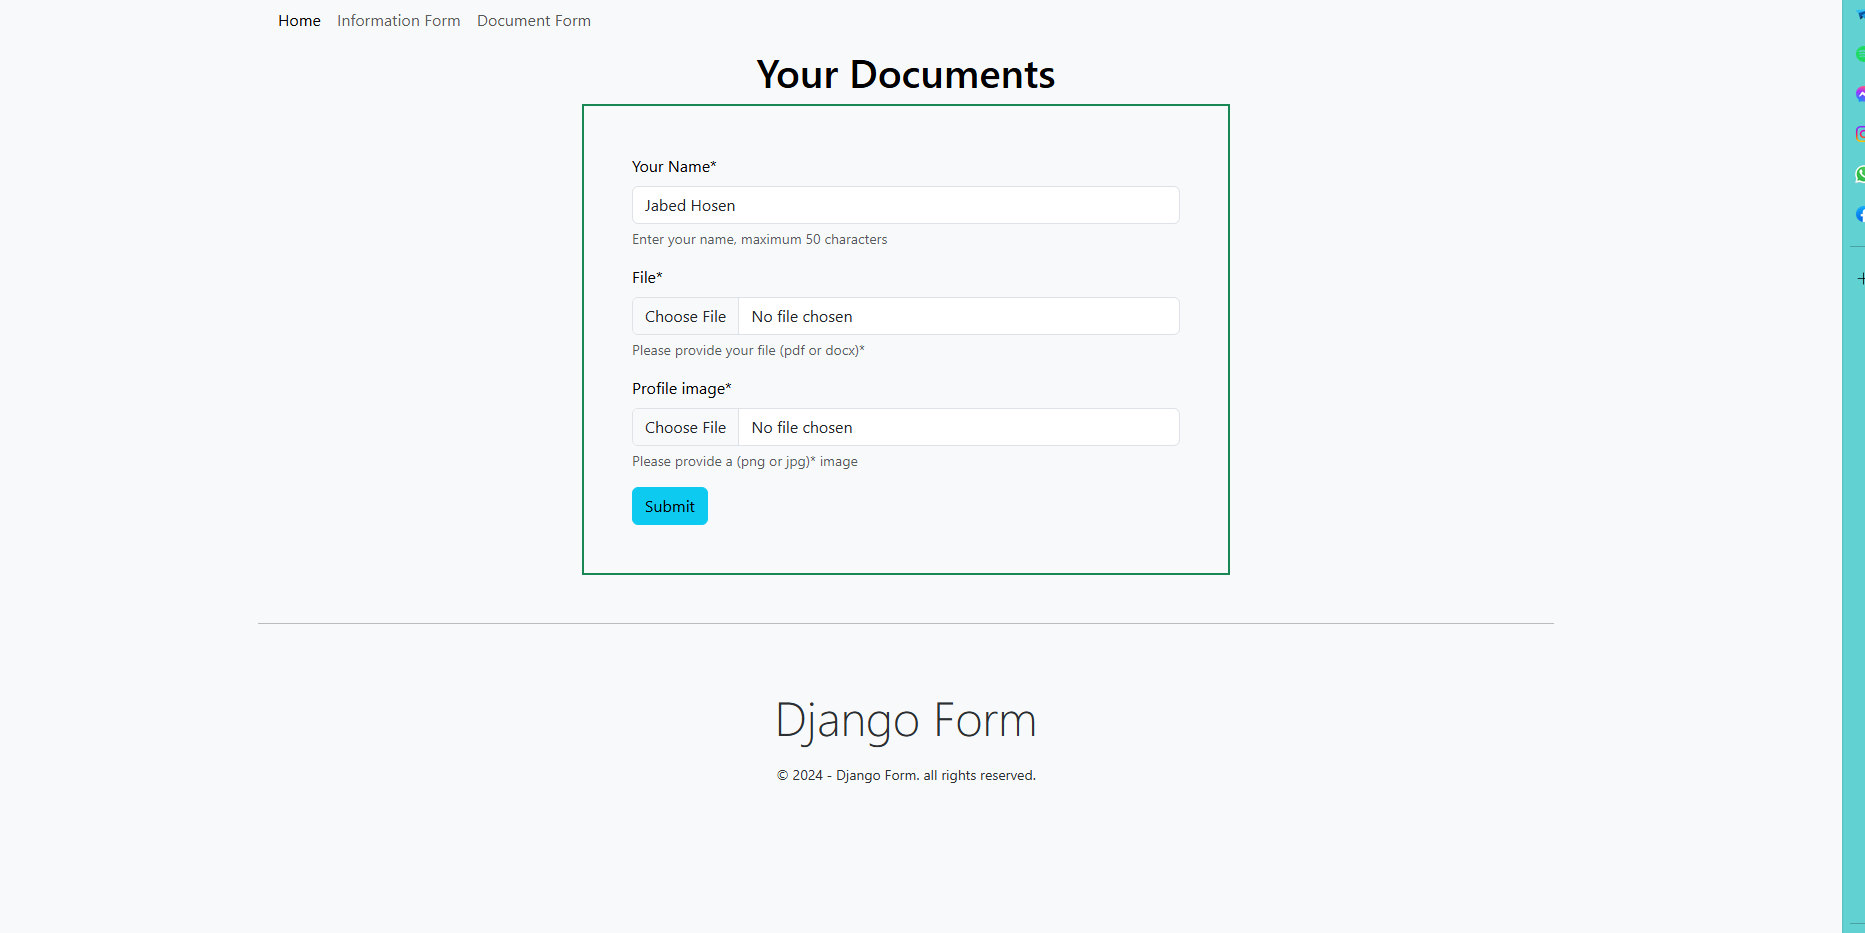 Home Information Form Document Form
Your Documents
Your Name*
Jabed Hosen
Enter your name, maximum 50 characters
File*
Choose File No file chosen
Please provide your file (pdf or docx)*
Profile image*
Choose File No file chosen
Please provide a (png or jpg)* image
Submit
Django Form
© 2024 - Django Form. all rights reserved.